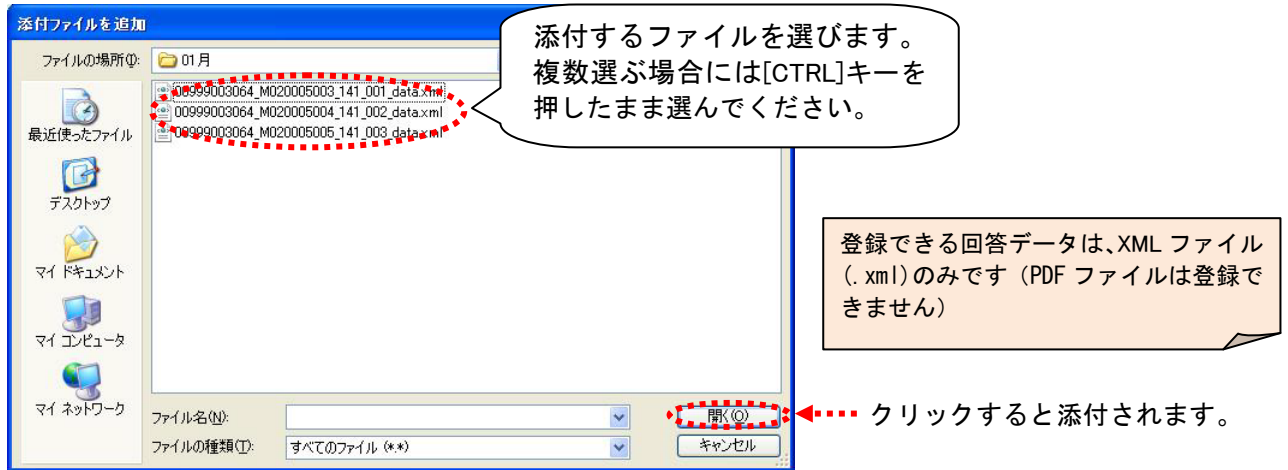 添付ファイルを追加
添付するファイルを選びます。
複数選ぶ場合には[CTRL]キーを
押したまま選んでください。
ファイルの場所(I):
01月
00999003064_M020005003_141_001_data.xml
00999003064_M020005004_141_002_data.xml
00999003064_M020005005_141_003_data.xml
最近使ったファイル
デスクトップ
マイ ドキュメント
マイ コンピュータ
マイ ネットワーク
登録できる回答データは、XML ファイル
(.xml)のみです（PDF ファイルは登録で
きません）
ファイル名(N):
開く(O)
クリックすると添付されます。
ファイルの種類(T):
すべてのファイル (*.*)
キャンセル